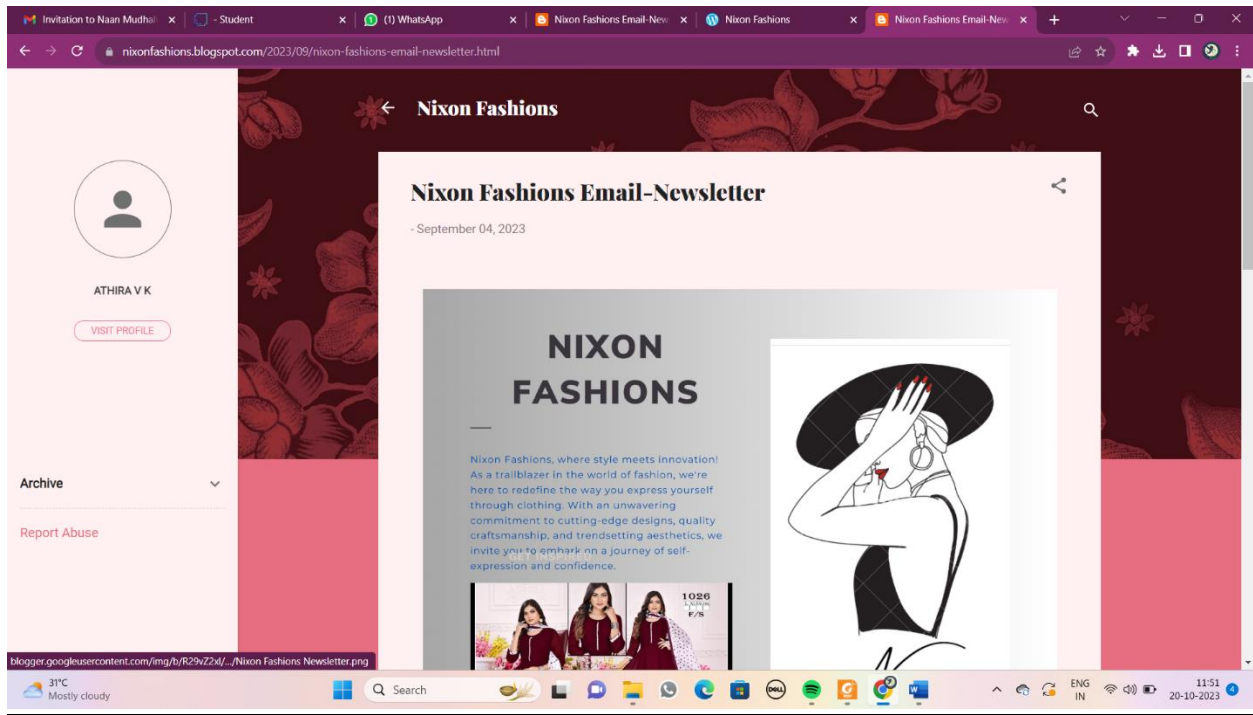 Invitation to Naan Mudhal
- Student
(1) WhatsApp
Nixon Fashions Email-New
Nixon Fashions
Nixon Fashions Email-New
nixonfashions.blogspot.com/2023/09/nixon-fashions-email-newsletter.html
Nixon Fashions
ATHIRA V K
VISIT PROFILE
Archive
Report Abuse
Nixon Fashions Email-Newsletter
- September 04, 2023
NIXON
FASHIONS
Nixon Fashions, where style meets innovation!
As a trailblazer in the world of fashion, we're
here to redefine the way you express yourself
through clothing. With an unwavering
commitment to cutting-edge designs, quality
craftsmanship, and trendsetting aesthetics, we
invite you to embark on a journey of self-
expression and confidence.
GET INSPIRED
1026
F/S
blogger.googleusercontent.com/img/b/R29vZ2xl/.../Nixon Fashions Newsletter.png
31°C
Mostly cloudy
Search
DELL
ENG
IN
11:51
20-10-2023
4